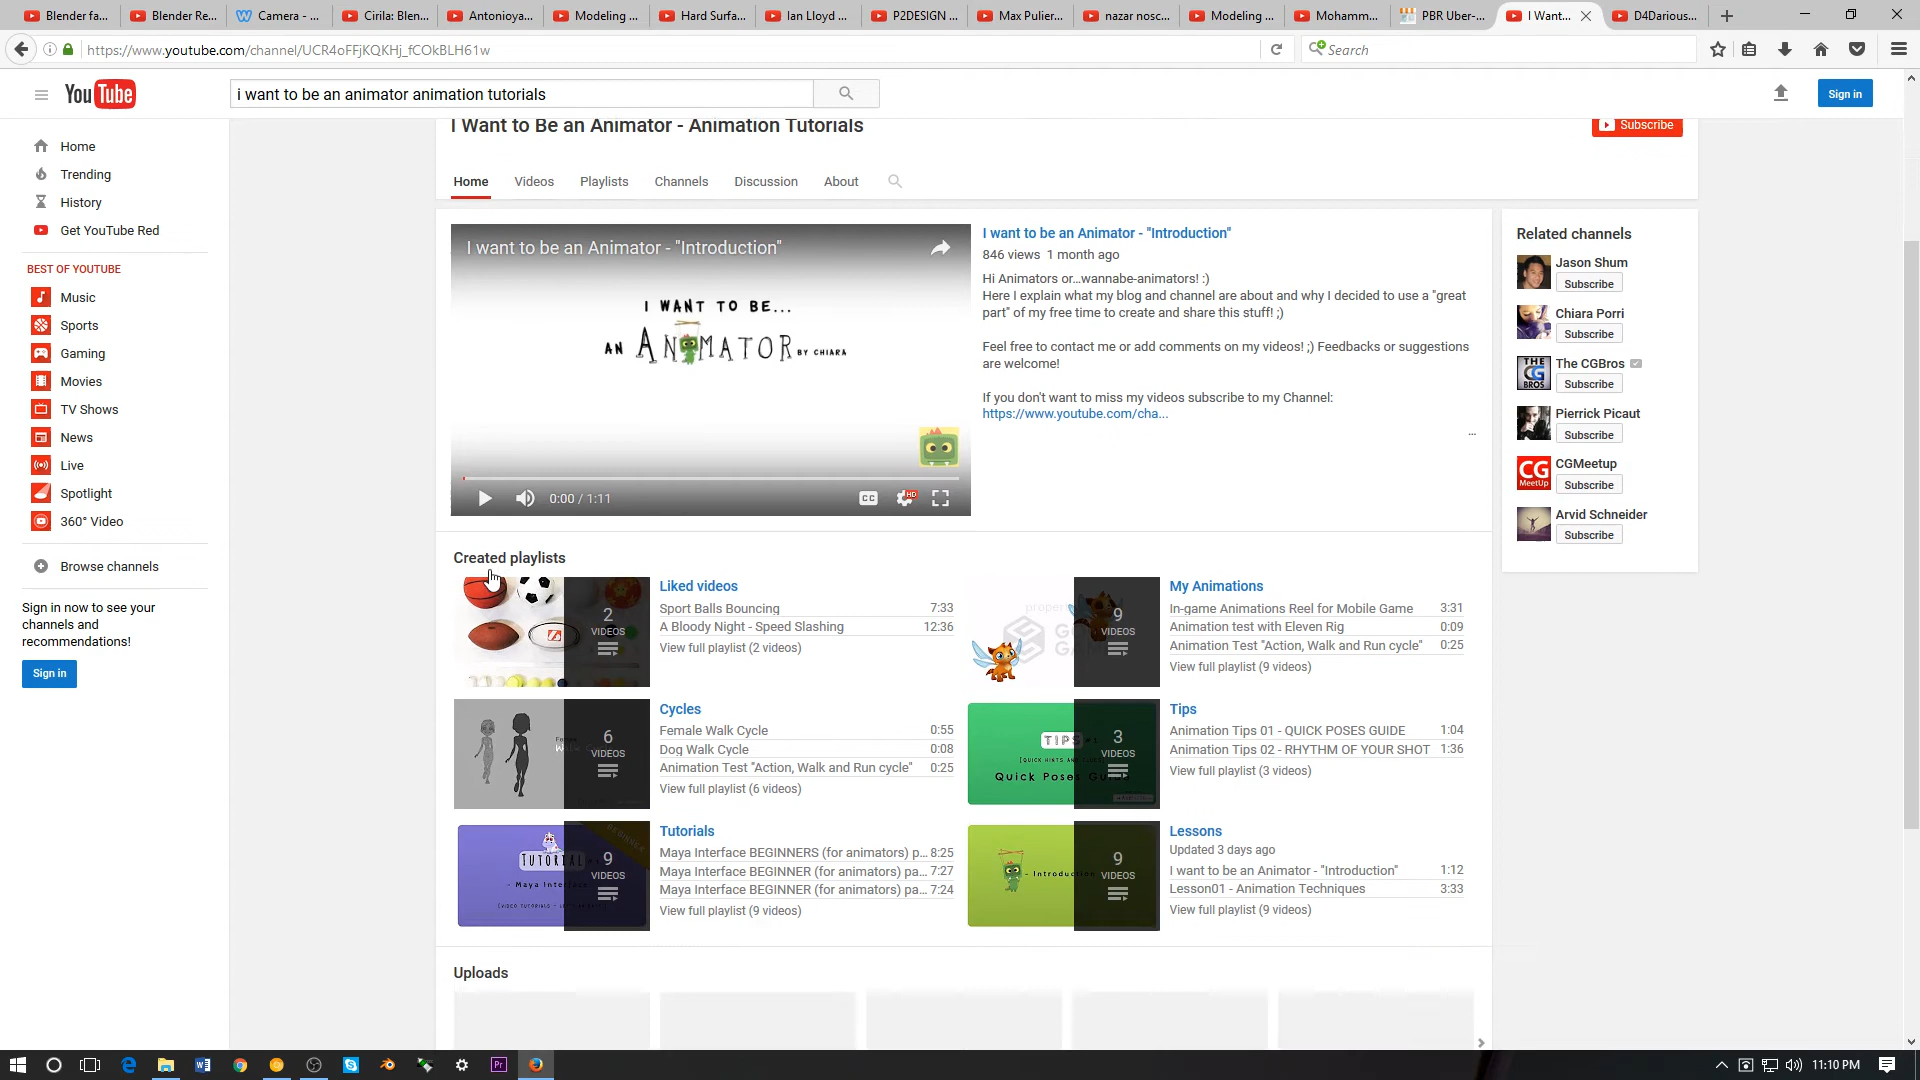 Blender fa...
Blender Re...
Camera - ...
Cirila: Blen...
Antonioya...
Modeling ...
Hard Surfa...
Ian Lloyd ...
P2DESIGN ...
Max Pulier...
nazar nosc...
Modeling ...
Mohamm...
PBR Uber-...
I Want...
D4Darious...
https://www.youtube.com/channel/UCR4oFFjKQKHj_fCOkBLH61w
Search
YouTube
i want to be an animator animation tutorials
Sign in
Home
Trending
History
Get YouTube Red
BEST OF YOUTUBE
Music
Sports
Gaming
Movies
TV Shows
News
Live
Spotlight
360° Video
Browse channels
Sign in now to see your
channels and
recommendations!
Sign in
I Want to Be an Animator - Animation Tutorials
Subscribe
Home
Videos
Playlists
Channels
Discussion
About
I want to be an Animator - "Introduction"
I WANT TO BE...
AN ANIMATOR BY CHIARA
0:00 / 1:11
CC
HD
I want to be an Animator - "Introduction"
846 views 1 month ago
Hi Animators or...wannabe-animators! :)
Here I explain what my blog and channel are about and why I decided to use a "great
part" of my free time to create and share this stuff! ;)
Feel free to contact me or add comments on my videos! ;) Feedbacks or suggestions
are welcome!
If you don't want to miss my videos subscribe to my Channel:
https://www.youtube.com/cha...
...
Related channels
Jason Shum
Subscribe
Chiara Porri
Subscribe
THE CG BROS
The CGBros
Subscribe
Pierrick Picaut
Subscribe
CG MeetUp
CGMeetup
Subscribe
Arvid Schneider
Subscribe
Created playlists
2
VIDEOS
Liked videos
Sport Balls Bouncing 7:33
A Bloody Night - Speed Slashing 12:36
View full playlist (2 videos)
9
VIDEOS
My Animations
In-game Animations Reel for Mobile Game 3:31
Animation test with Eleven Rig 0:09
Animation Test "Action, Walk and Run cycle" 0:25
View full playlist (9 videos)
6
VIDEOS
Cycles
Female Walk Cycle 0:55
Dog Walk Cycle 0:08
Animation Test "Action, Walk and Run cycle" 0:25
View full playlist (6 videos)
TIPS
Quick Poses Guide
3
VIDEOS
Tips
Animation Tips 01 - QUICK POSES GUIDE 1:04
Animation Tips 02 - RHYTHM OF YOUR SHOT 1:36
View full playlist (3 videos)
TUTORIAL
- Maya Interface
9
VIDEOS
Tutorials
Maya Interface BEGINNERS (for animators) p... 8:25
Maya Interface BEGINNER (for animators) pa... 7:27
Maya Interface BEGINNER (for animators) pa... 7:24
View full playlist (9 videos)
- Introduction
9
VIDEOS
Lessons
Updated 3 days ago
I want to be an Animator - "Introduction" 1:12
Lesson01 - Animation Techniques 3:33
View full playlist (9 videos)
Uploads
11:10 PM